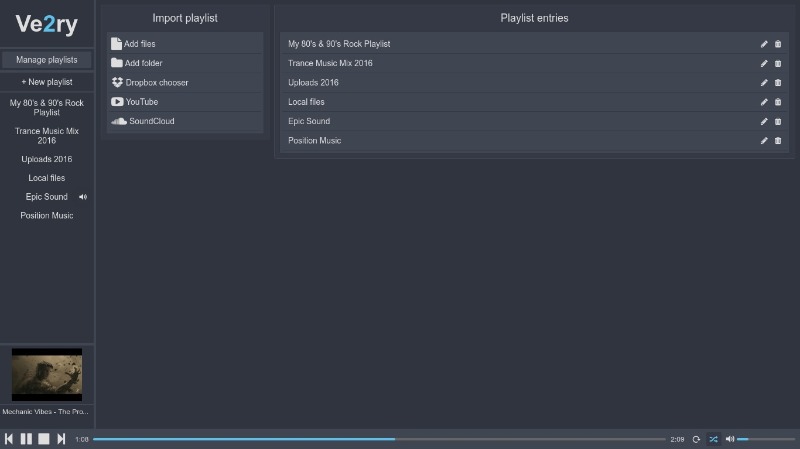 Ve2ry
Manage playlists
+ New playlist
My 80's & 90's Rock
Playlist
Trance Music Mix
2016
Uploads 2016
Local files
Epic Sound
Position Music
Mechanic Vibes - The Pro...
Import playlist
Add files
Add folder
Dropbox chooser
YouTube
SoundCloud
Playlist entries
My 80's & 90's Rock Playlist
Trance Music Mix 2016
Uploads 2016
Local files
Epic Sound
Position Music
1:08
2:09